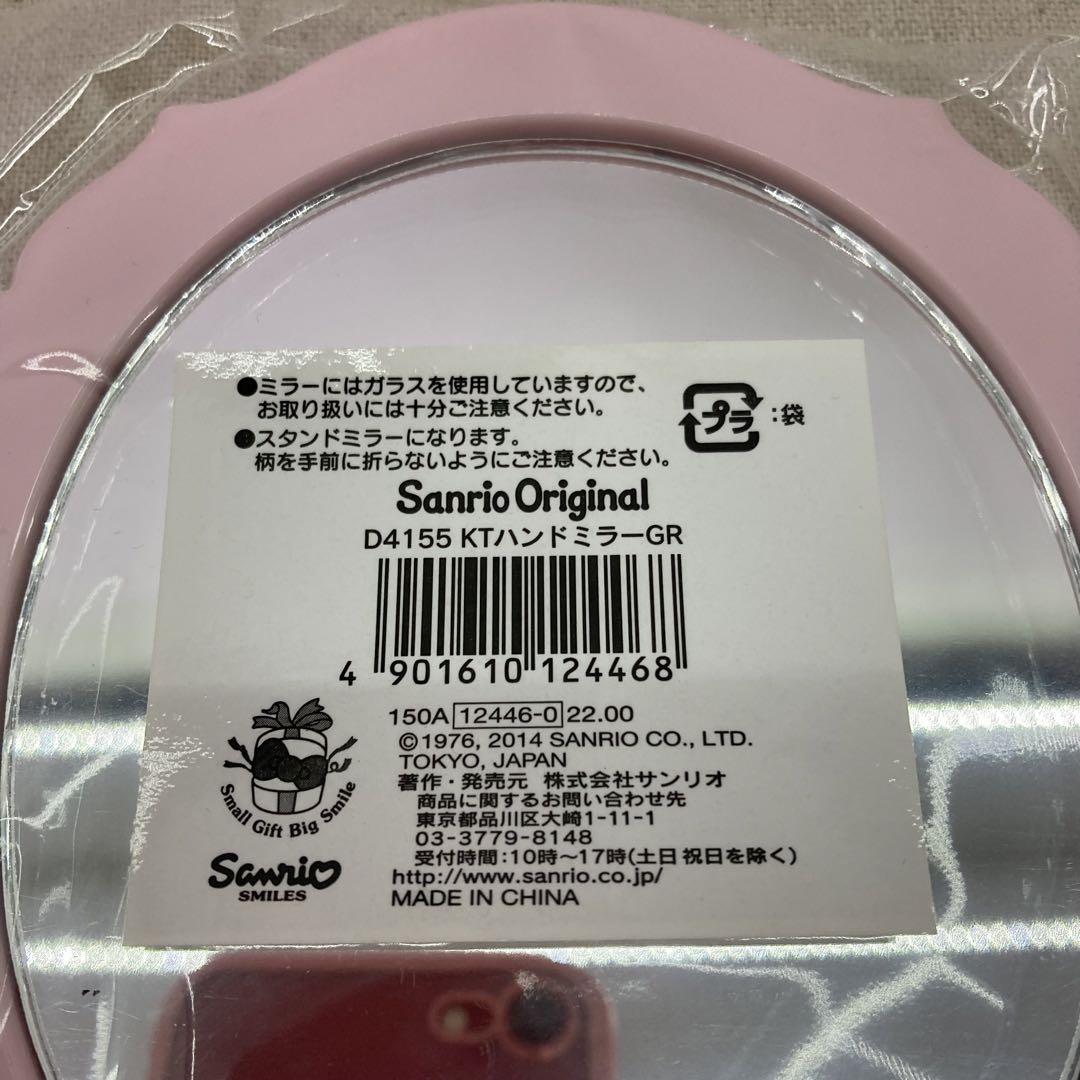 ●ミラーにはガラスを使用していますので、
お取り扱いには十分ご注意ください。
●スタンドミラーになります。
柄を手前に折らないようにご注意ください。
プラ:袋
Sanrio Original
D4155 KTハンドミラーGR
4 901610 124468
150A 12446-0 22.00
©1976, 2014 SANRIO CO., LTD.
TOKYO, JAPAN
著作・発売元 株式会社サンリオ
商品に関するお問い合わせ先
東京都品川区大崎1-11-1
03-3779-8148
受付時間:10時～17時(土日 祝日を除く)
http://www.sanrio.co.jp/
MADE IN CHINA
Small Gift Big Smile
Sanrio
SMILES